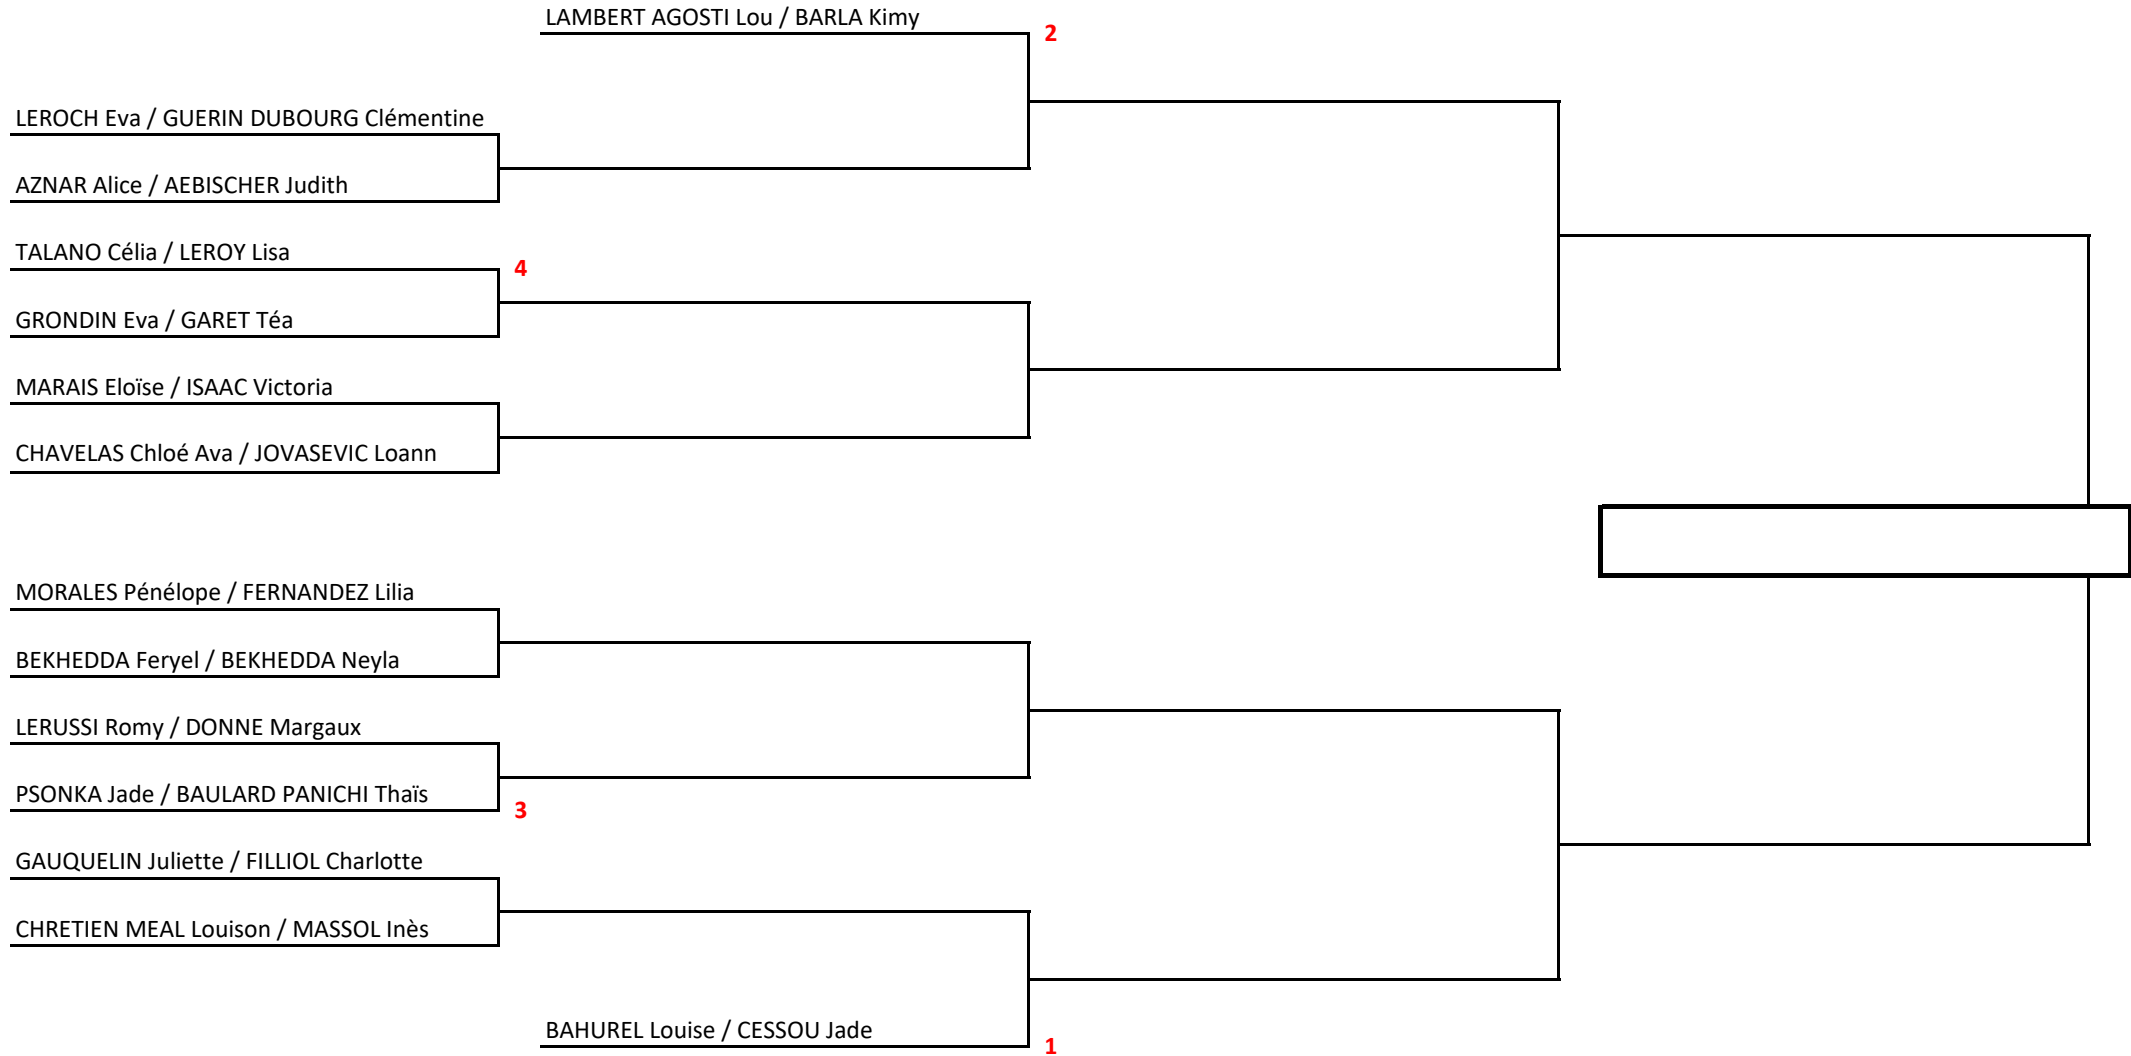 LAMBERT AGOSTI Lou / BARLA Kimy
2
LEROCH Eva / GUERIN DUBOURG Clémentine
AZNAR Alice / AEBISCHER Judith
TALANO Célia / LEROY Lisa
4
GRONDIN Eva / GARET Téa
MARAIS Eloïse / ISAAC Victoria
CHAVELAS Chloé Ava / JOVASEVIC Loann
MORALES Pénélope / FERNANDEZ Lilia
BEKHEDDA Feryel / BEKHEDDA Neyla
LERUSSI Romy / DONNE Margaux
PSONKA Jade / BAULARD PANICHI Thaïs
3
GAUQUELIN Juliette / FILLIOL Charlotte
CHRETIEN MEAL Louison / MASSOL Inès
BAHUREL Louise / CESSOU Jade
1